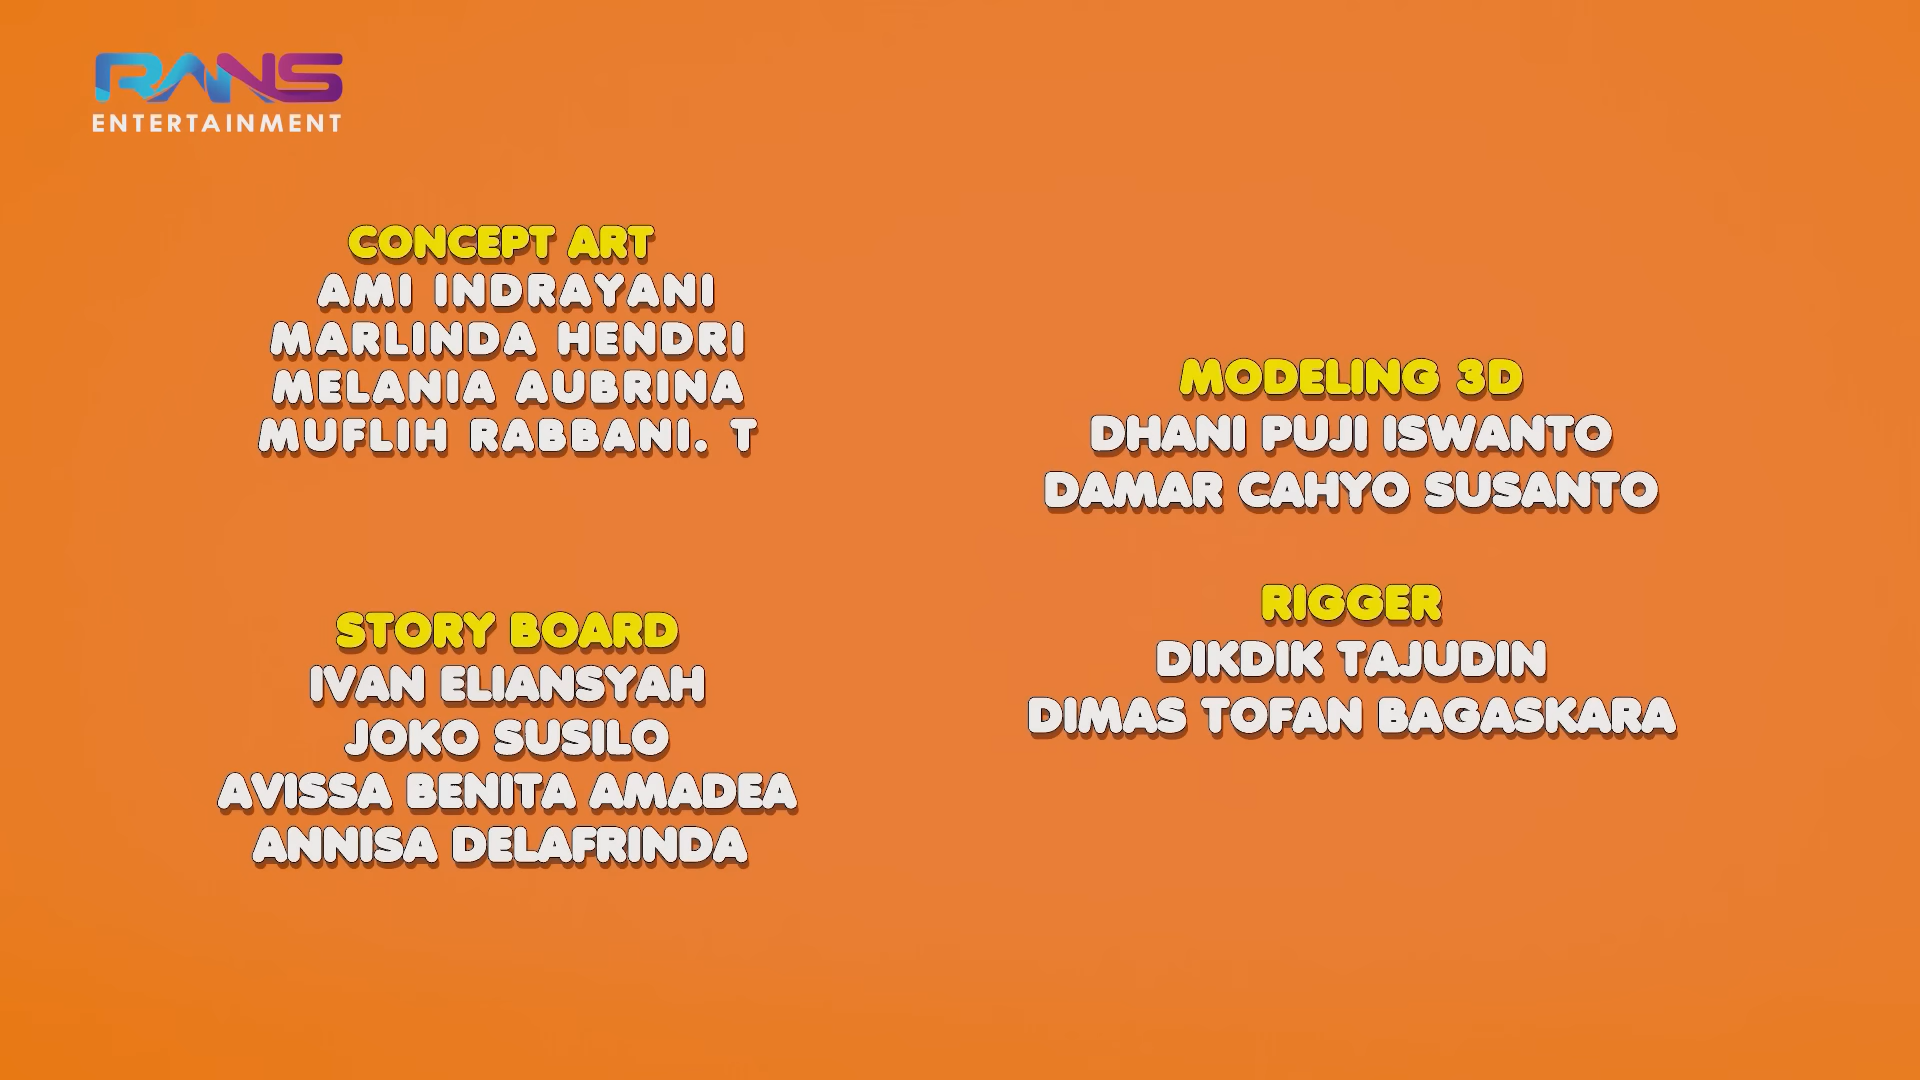 RANS
ENTERTAINMENT
CONCEPT ART
AMI INDRAYANI
MARLINDA HENDRI
MELANIA AUBRINA
MUFLIH RABBANI. T
STORY BOARD
IVAN ELIANSYAH
JOKO SUSILO
AVISSA BENITA AMADEA
ANNISA DELAFRINDA
MODELING 3D
DHANI PUJI ISWANTO
DAMAR CAHYO SUSANTO
RIGGER
DIKDIK TAJUDIN
DIMAS TOFAN BAGASKARA